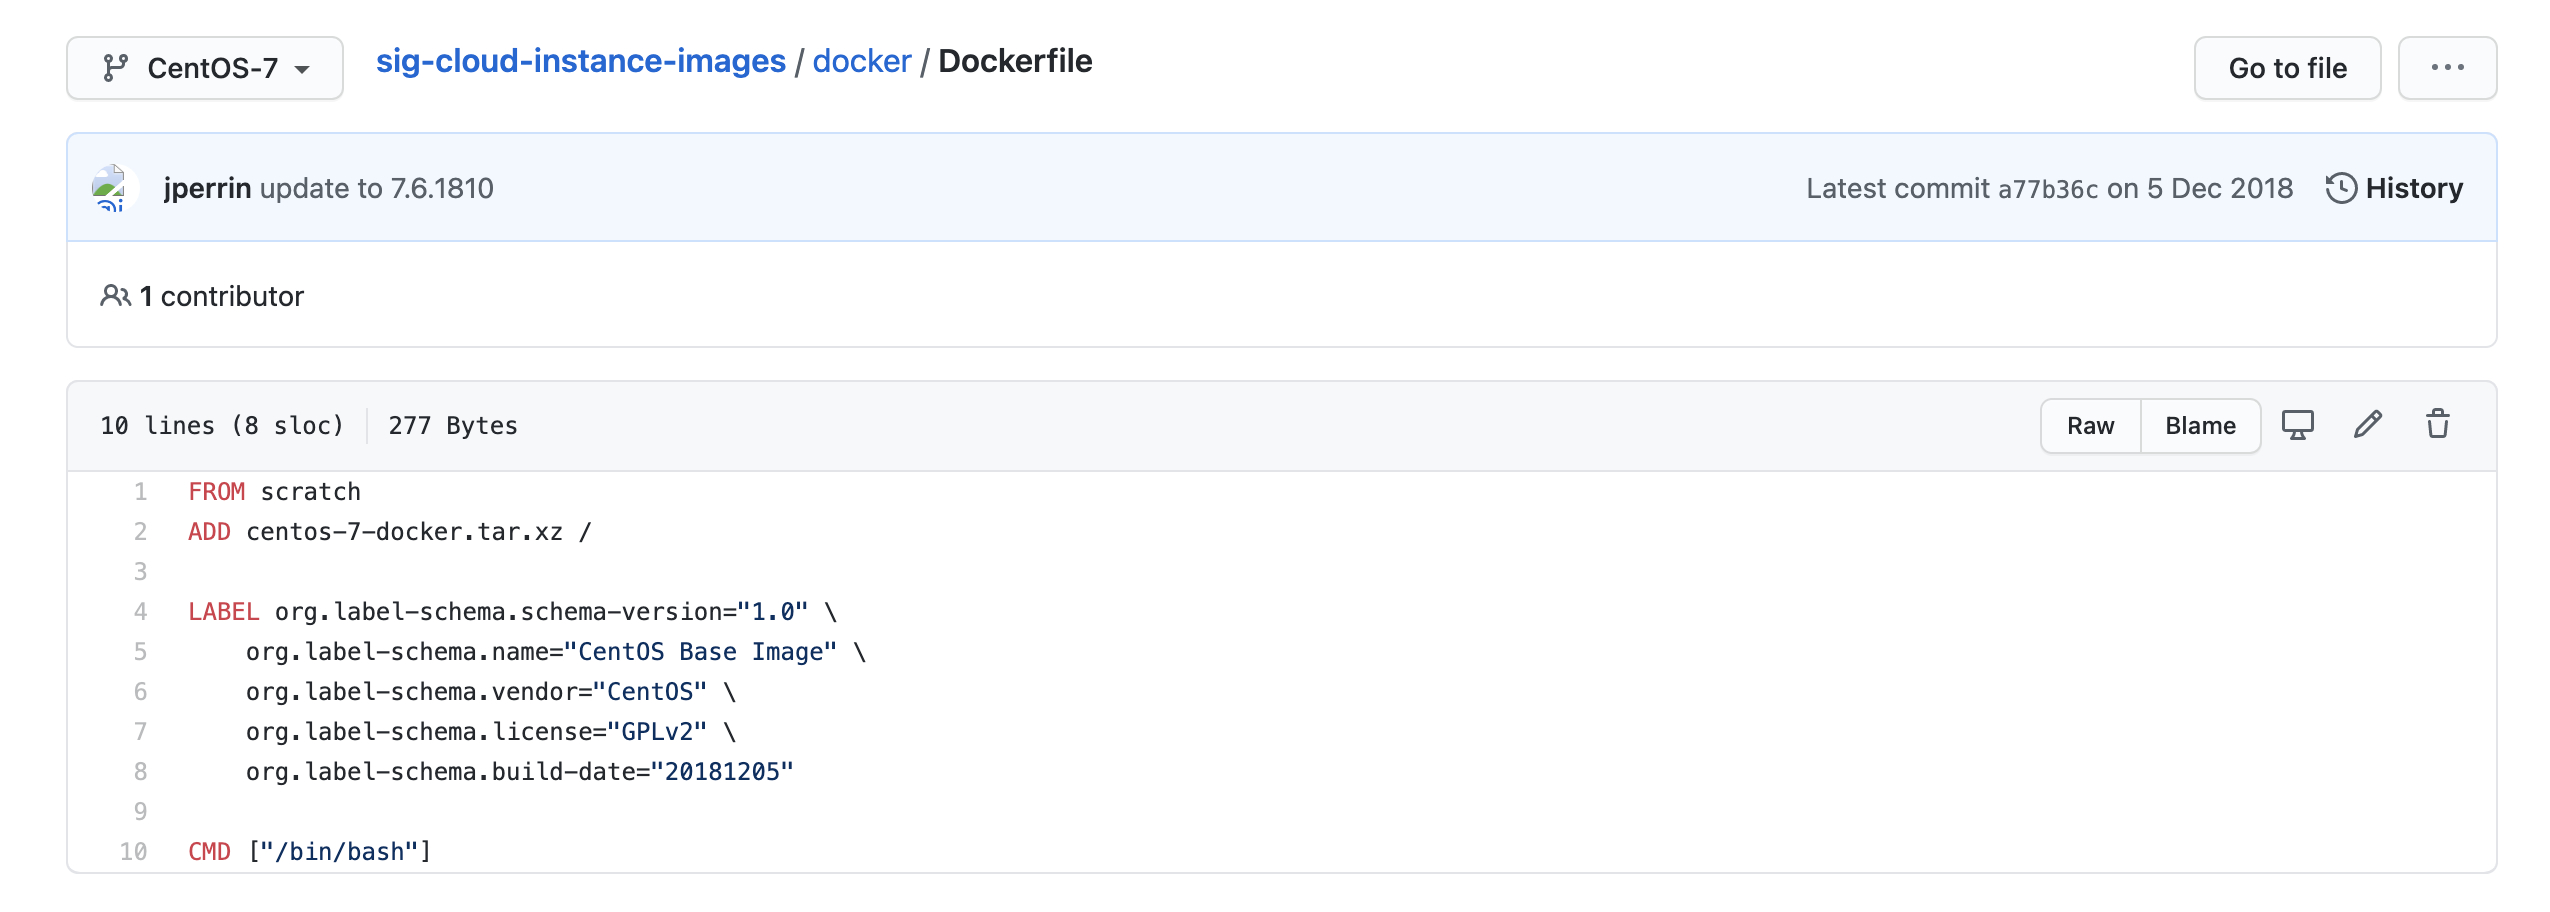 CentOS-7
sig-cloud-instance-images / docker / Dockerfile
Go to file
···
jperrin update to 7.6.1810
Latest commit a77b36c on 5 Dec 2018
History
1 contributor
10 lines (8 sloc)
277 Bytes
Raw
Blame
1 FROM scratch
2 ADD centos-7-docker.tar.xz /
3
4 LABEL org.label-schema.schema-version="1.0" \
5     org.label-schema.name="CentOS Base Image" \
6     org.label-schema.vendor="CentOS" \
7     org.label-schema.license="GPLv2" \
8     org.label-schema.build-date="20181205"
9
10 CMD ["/bin/bash"]